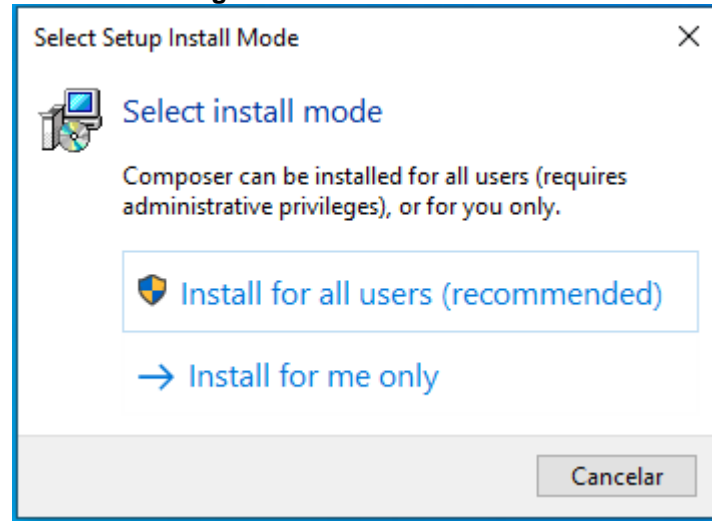 Select Setup Install Mode
Select install mode
Composer can be installed for all users (requires
administrative privileges), or for you only.
Install for all users (recommended)
Install for me only
Cancelar